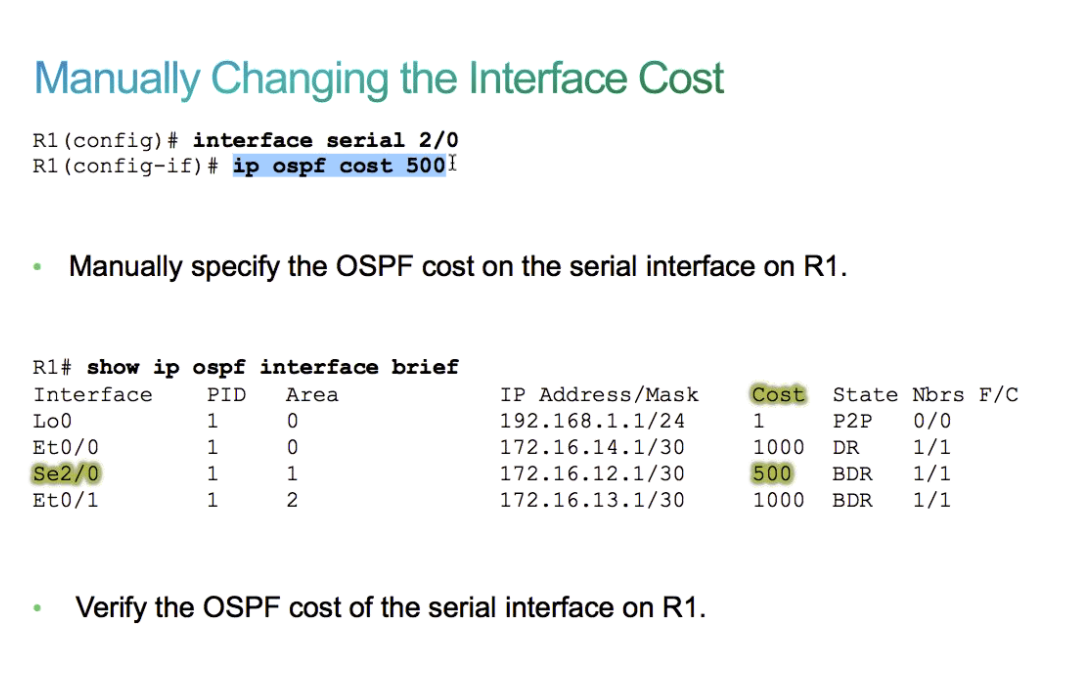 Manually Changing the Interface Cost
R1(config)# interface serial 2/0
R1(config-if)# ip ospf cost 500
• Manually specify the OSPF cost on the serial interface on R1.
R1# show ip ospf interface brief
Interface PID Area IP Address/Mask Cost State Nbrs F/C
Lo0 1 0 192.168.1.1/24 1 P2P 0/0
Et0/0 1 0 172.16.14.1/30 1000 DR 1/1
Se2/0 1 1 172.16.12.1/30 500 BDR 1/1
Et0/1 1 2 172.16.13.1/30 1000 BDR 1/1
• Verify the OSPF cost of the serial interface on R1.